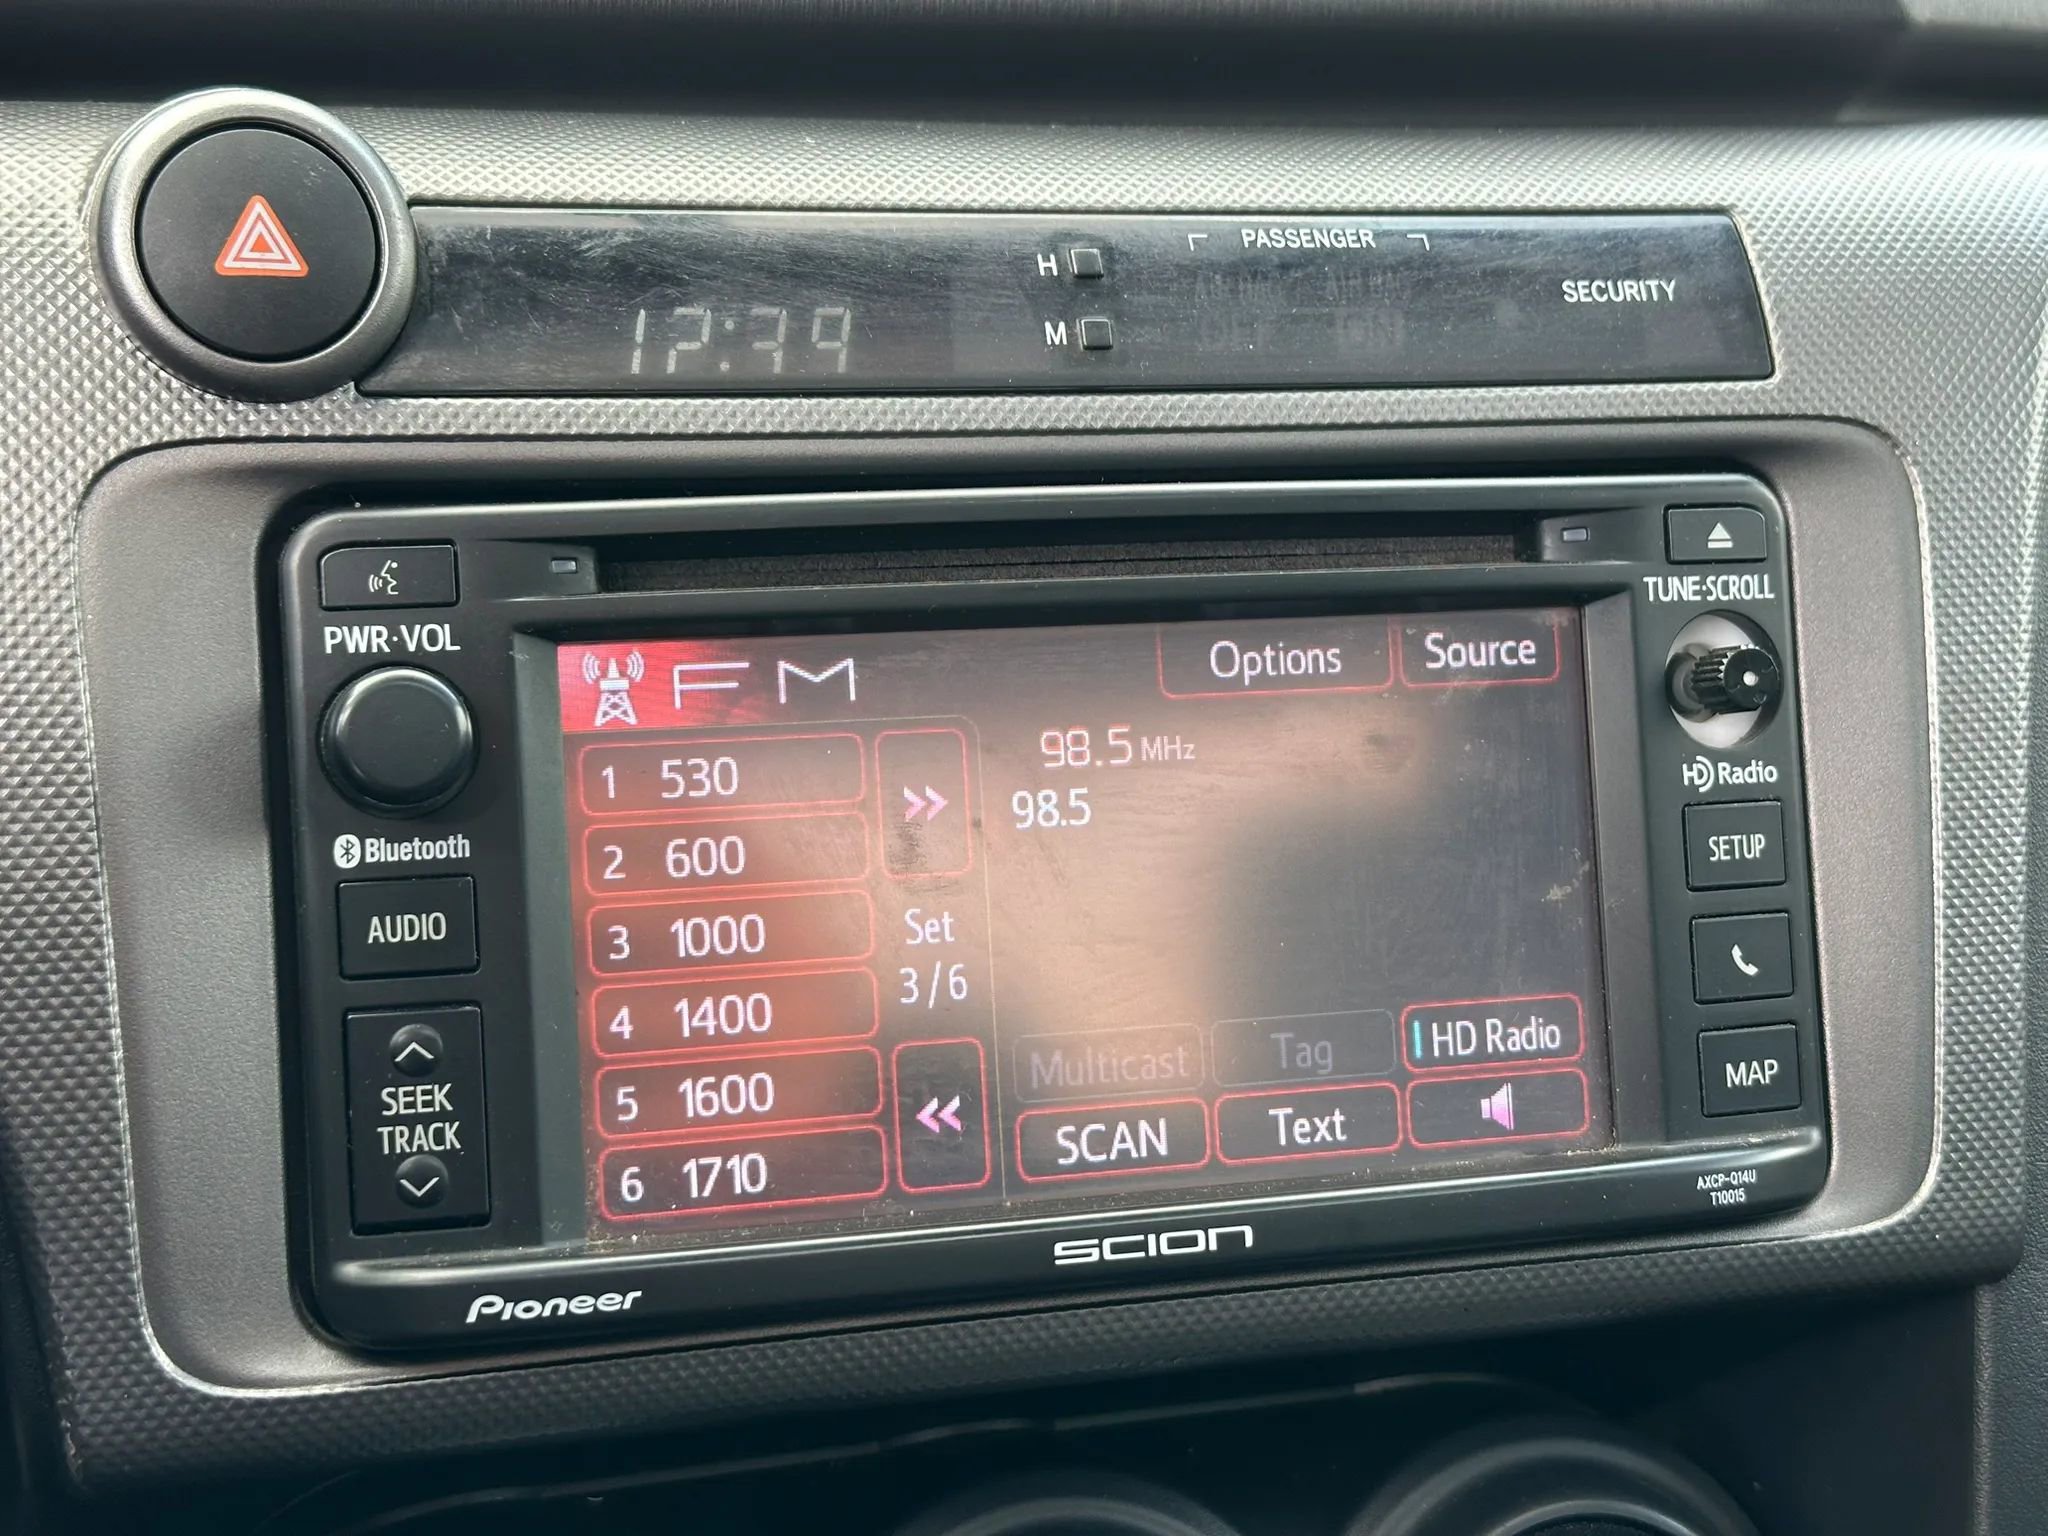 PASSENGER
H
SECURITY
12:39
M
TUNE·SCROLL
PWR·VOL
FM
Options
Source
98.5 MHz
1 530
HD Radio
98.5
Bluetooth
2 600
SETUP
AUDIO
3 1000
Set
3/6
4 1400
Multicast
Tag
HD Radio
MAP
SEEK
TRACK
5 1600
SCAN
Text
6 1710
AXCP-Q14U
T10015
SCION
Pioneer